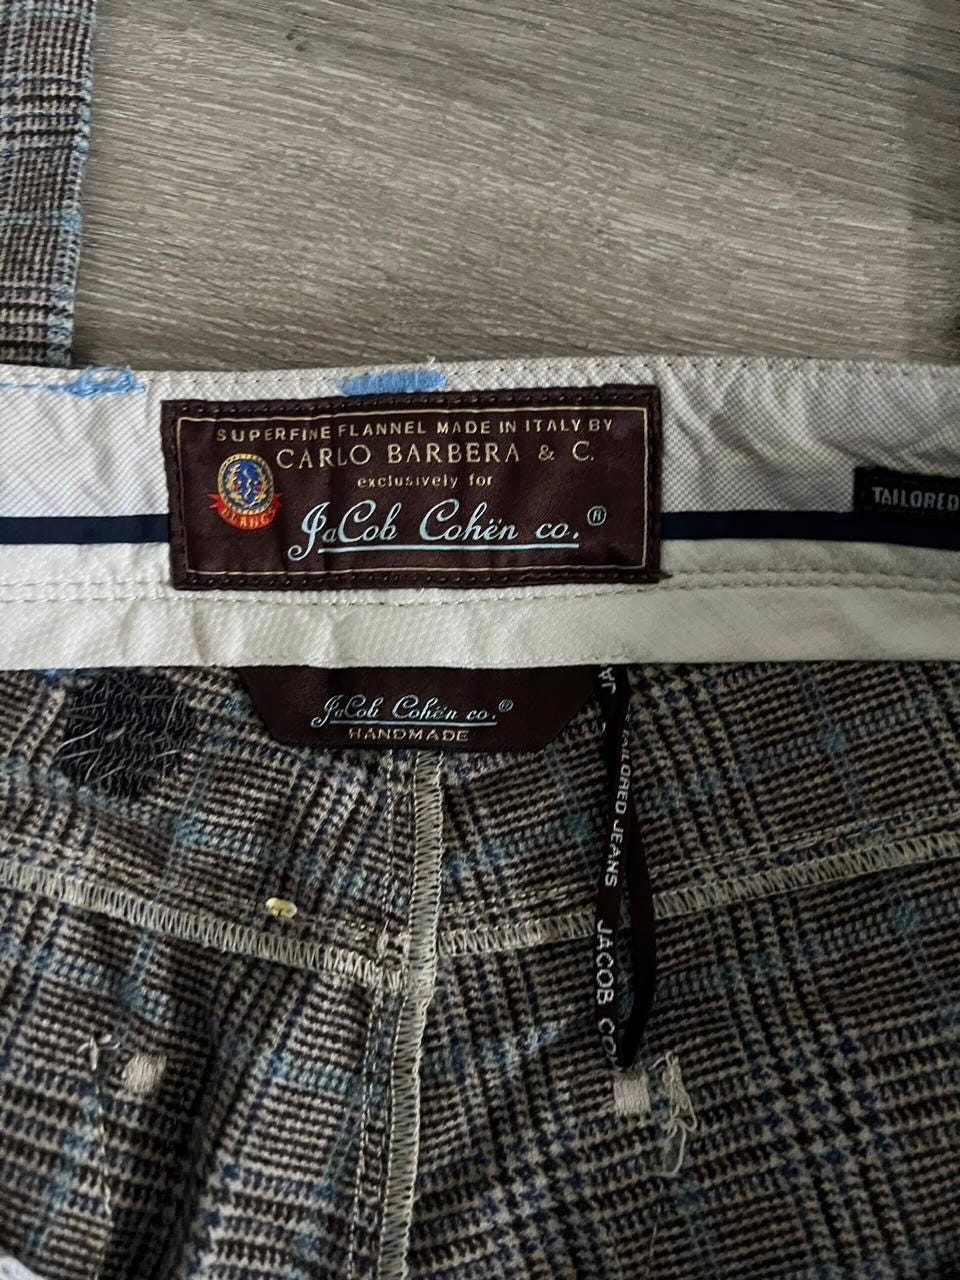 SUPERFINE FLANNEL MADE IN ITALY BY
CARLO BARBERA & C.
exclusively for
JaCob Cohën co.®
TAILORED
JaCob Cohën co.®
HANDMADE
TAILORED JEANS JACOB CO